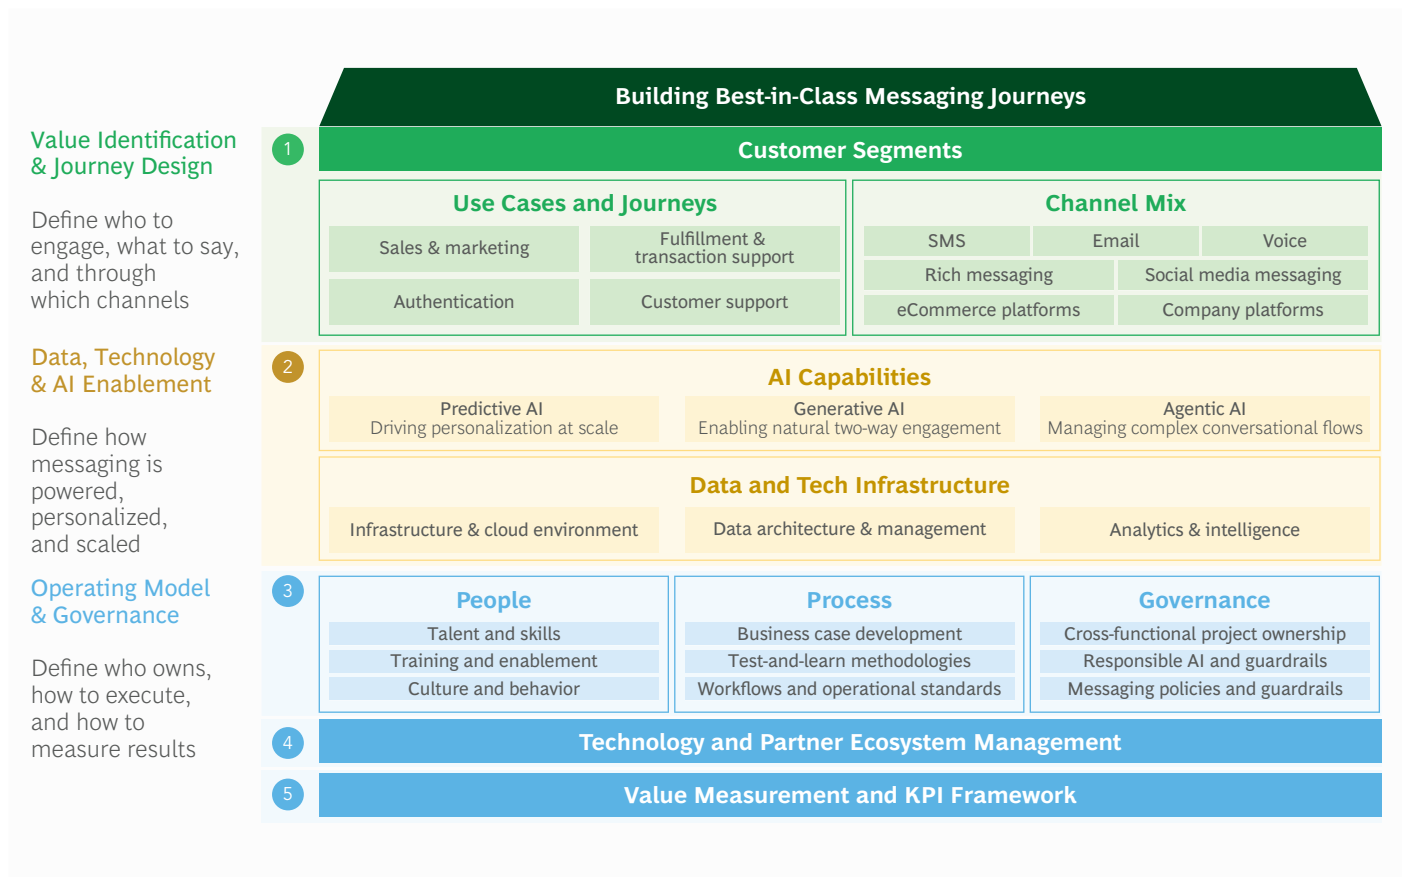 Building Best-in-Class Messaging Journeys
Value Identification
& Journey Design
Define who to
engage, what to say,
and through
which channels
1
Customer Segments
Use Cases and Journeys
Sales & marketing
Fulfillment &
transaction support
Authentication
Customer support
Channel Mix
SMS
Email
Voice
Rich messaging
Social media messaging
eCommerce platforms
Company platforms
Data, Technology
& AI Enablement
Define how
messaging is
powered,
personalized,
and scaled
2
AI Capabilities
Predictive AI
Driving personalization at scale
Generative AI
Enabling natural two-way engagement
Agentic AI
Managing complex conversational flows
Data and Tech Infrastructure
Infrastructure & cloud environment
Data architecture & management
Analytics & intelligence
Operating Model
& Governance
Define who owns,
how to execute,
and how to
measure results
3
People
Talent and skills
Training and enablement
Culture and behavior
Process
Business case development
Test-and-learn methodologies
Workflows and operational standards
Governance
Cross-functional project ownership
Responsible AI and guardrails
Messaging policies and guardrails
4
Technology and Partner Ecosystem Management
5
Value Measurement and KPI Framework